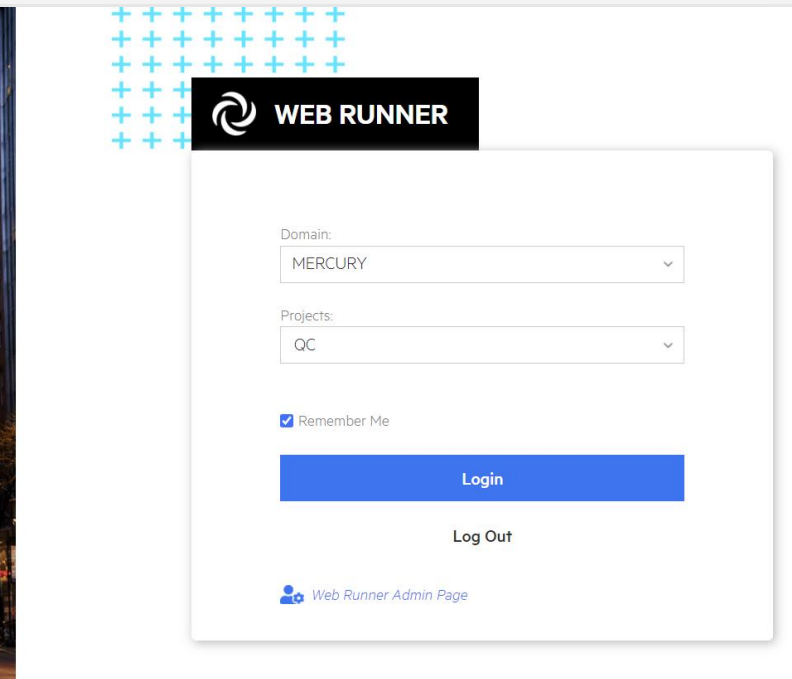 WEB RUNNER
Domain:
MERCURY
Projects:
QC
Remember Me
Login
Log Out
Web Runner Admin Page